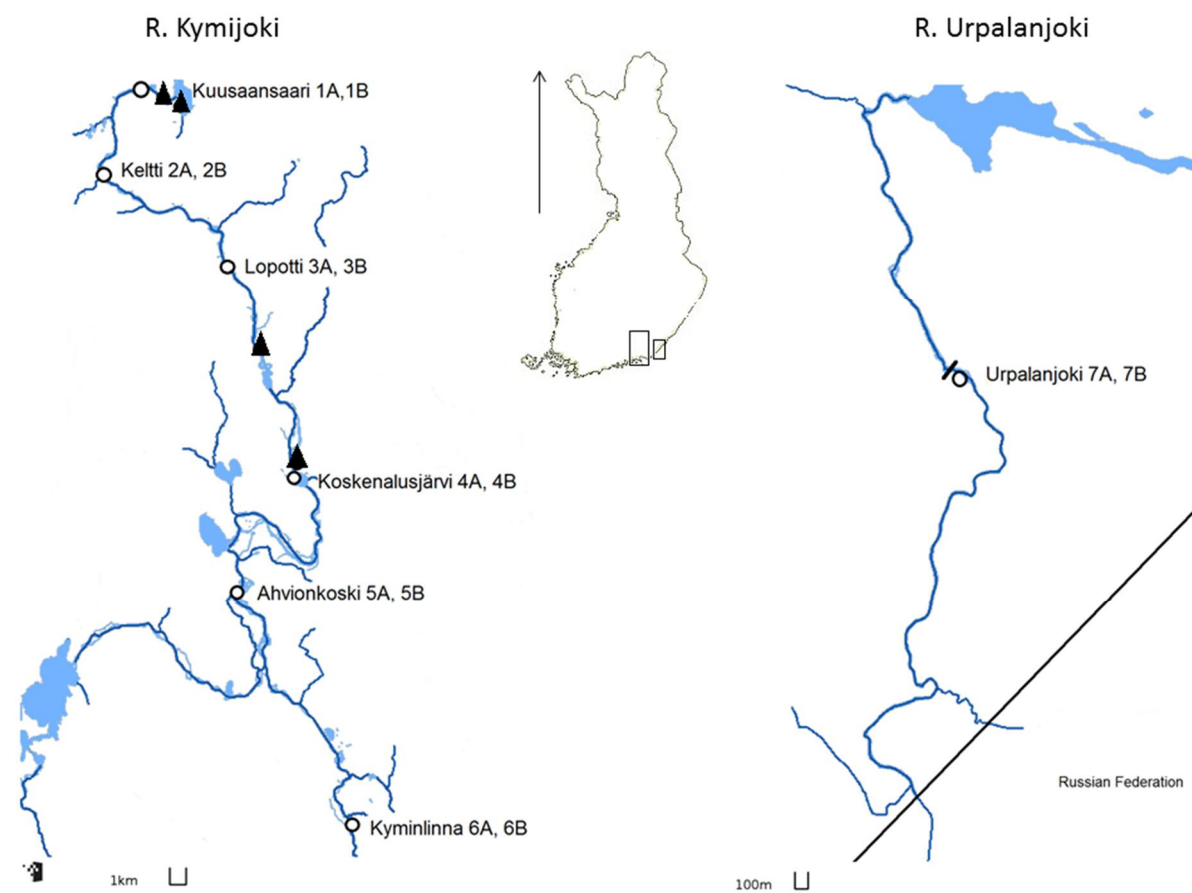 R. Kymijoki
R. Urpalanjoki
Kuusaansaari 1A,1B
Keltti 2A, 2B
Lopotti 3A, 3B
Urpalanjoki 7A, 7B
Koskenalusjärvi 4A, 4B
Ahvionkoski 5A, 5B
Russian Federation
Kyminlinna 6A, 6B
1km
100m